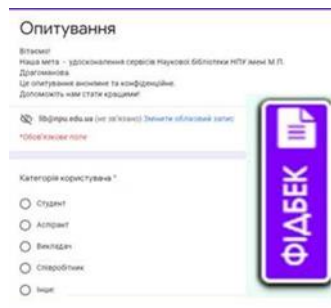 Опитування
Вітаємо!
Наша мета - удосконалення сервісів Наукової бібліотеки НПУ імені М.П.
Драгоманова.
Це опитування анонімне та конфіденційне.
Допоможіть нам стати кращими!
lib@npu.edu.ua (не зв'язано) Змінити обліковий запис
*Обов'язкове поле
Категорія користувача *
Студент
Аспірант
Викладач
Співробітник
Інше
ФІДБЕК